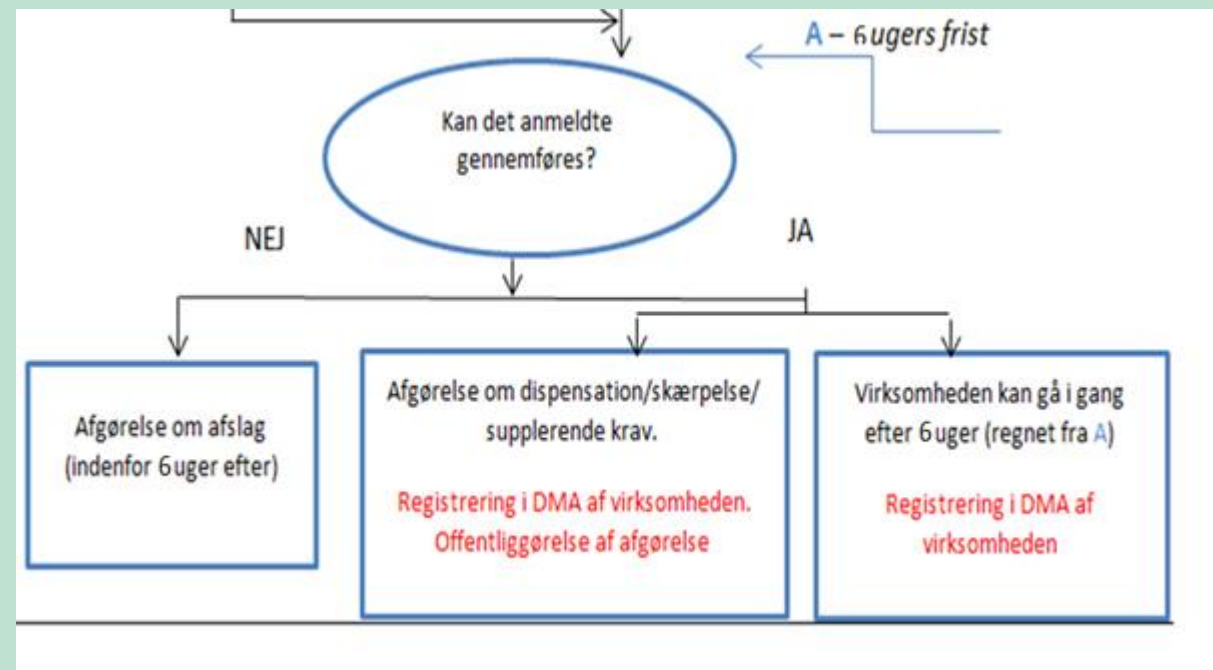 A – 6 ugers frist
Kan det anmeldte
gennemføres?
NEJ
JA
Afgørelse om afslag
(indenfor 6 uger efter)
Afgørelse om dispensation/skærpelse/
supplerende krav.
Registrering i DMA af virksomheden.
Offentliggørelse af afgørelse
Virksomheden kan gå i gang
efter 6 uger (regnet fra A)
Registrering i DMA af
virksomheden